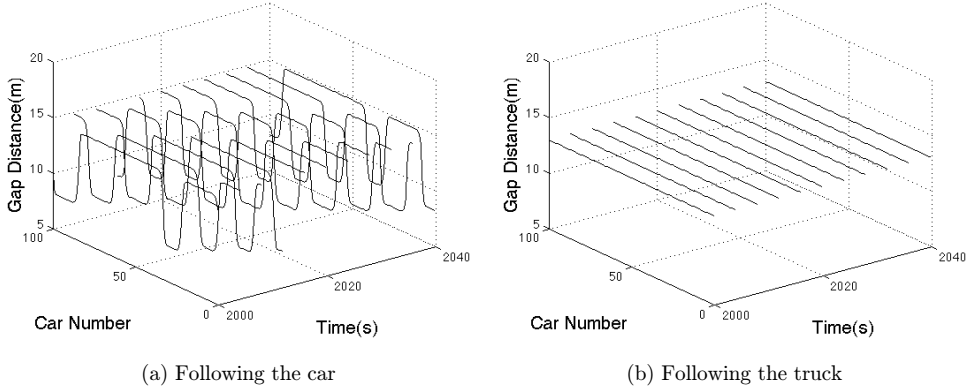 20
15
10
5
100
50
0
2000
2020
2040
Gap Distance(m)
Car Number
Time(s)
(a) Following the car
20
15
10
5
100
50
0
2000
2020
2040
Gap Distance(m)
Car Number
Time(s)
(b) Following the truck